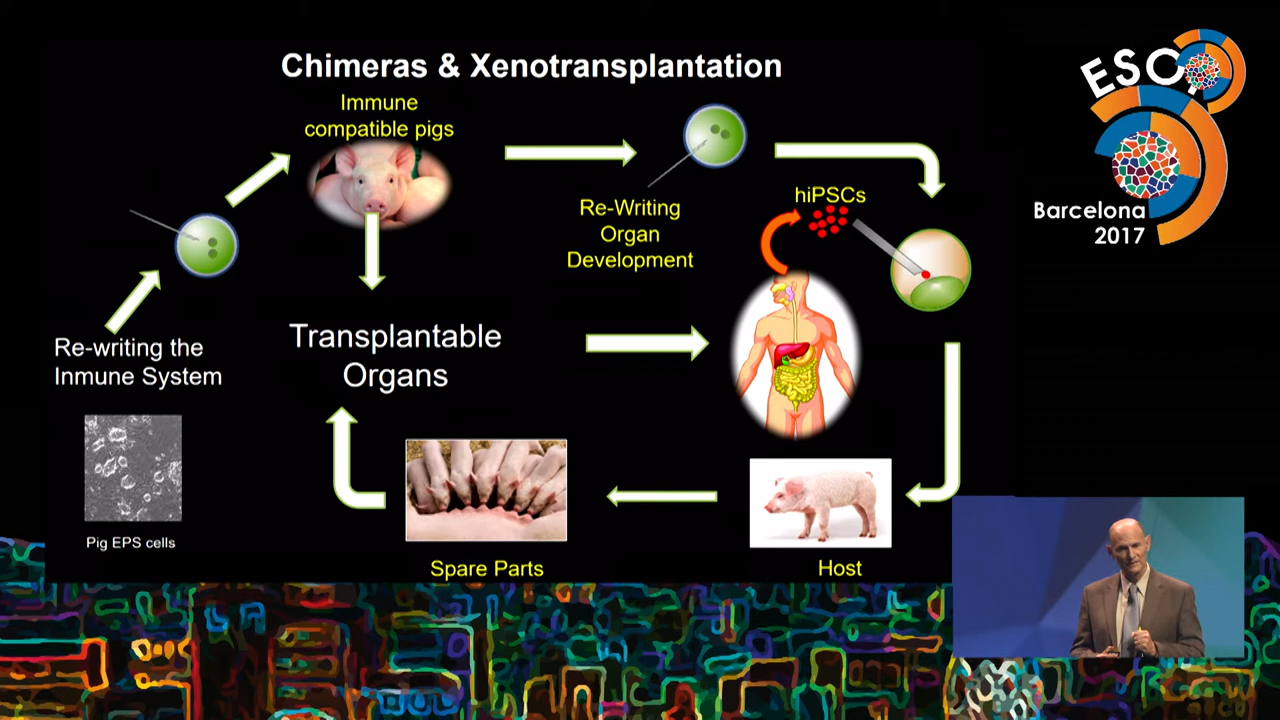 Chimeras & Xenotransplantation
Immune
compatible pigs
Re-Writing
Organ
Development
hiPSCs
Re-writing the
Inmune System
Transplantable
Organs
Pig EPS cells
Spare Parts
Host
ESOT
Barcelona
2017